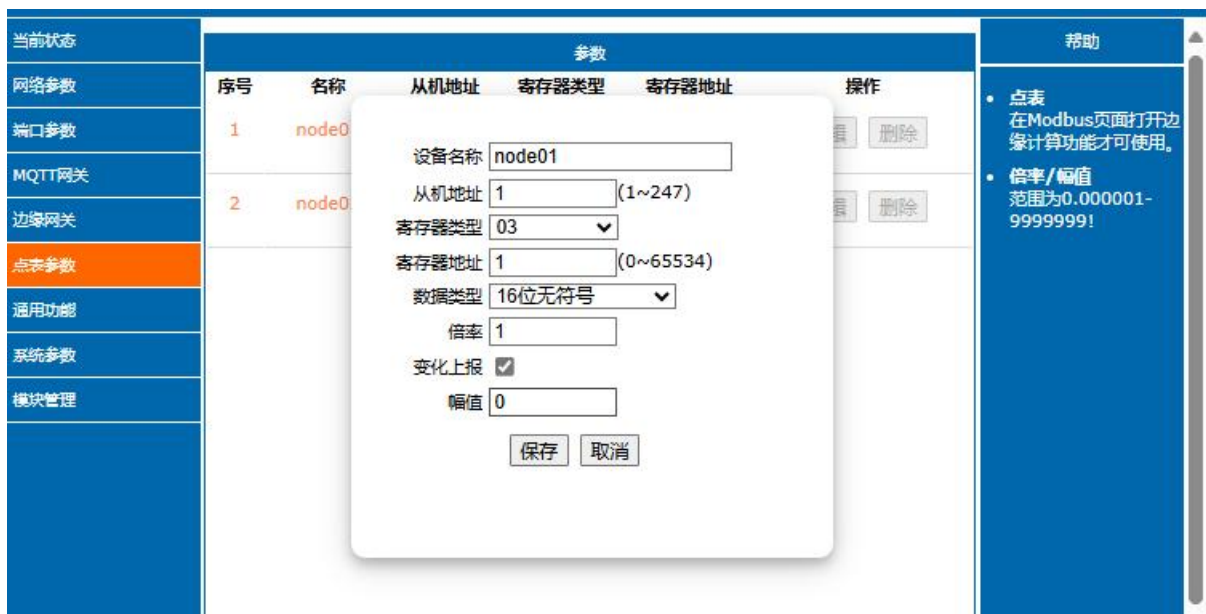 当前状态
网络参数
端口参数
MQTT网关
边缘网关
点表参数
通用功能
系统参数
模块管理
参数
序号 名称 从机地址 寄存器类型 寄存器地址 操作
1 node0 删除
2 node0 删除
设备名称 node01
从机地址 1 (1~247)
寄存器类型 03
寄存器地址 1 (0~65534)
数据类型 16位无符号
倍率 1
变化上报
幅值 0
保存 取消
帮助
• 点表
在Modbus页面打开边
缘计算功能才可使用。
• 倍率/幅值
范围为0.000001-
9999999!